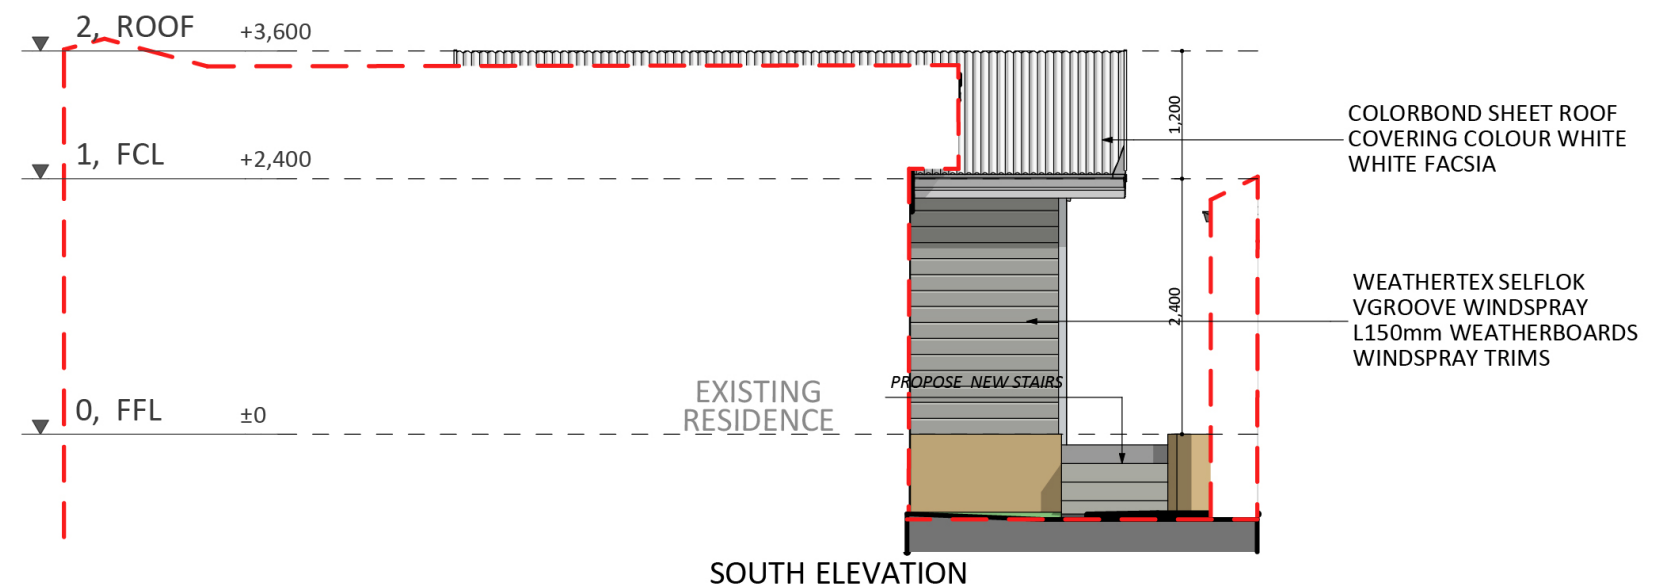 2, ROOF +3,600
1, FCL +2,400
0, FFL ±0
1,200
2,400
COLORBOND SHEET ROOF
COVERING COLOUR WHITE
WHITE FACSIA
WEATHERTEX SELFLOK
VGROOVE WINDSPRAY
L150mm WEATHERBOARDS
WINDSPRAY TRIMS
PROPOSE NEW STAIRS
EXISTING
RESIDENCE
SOUTH ELEVATION